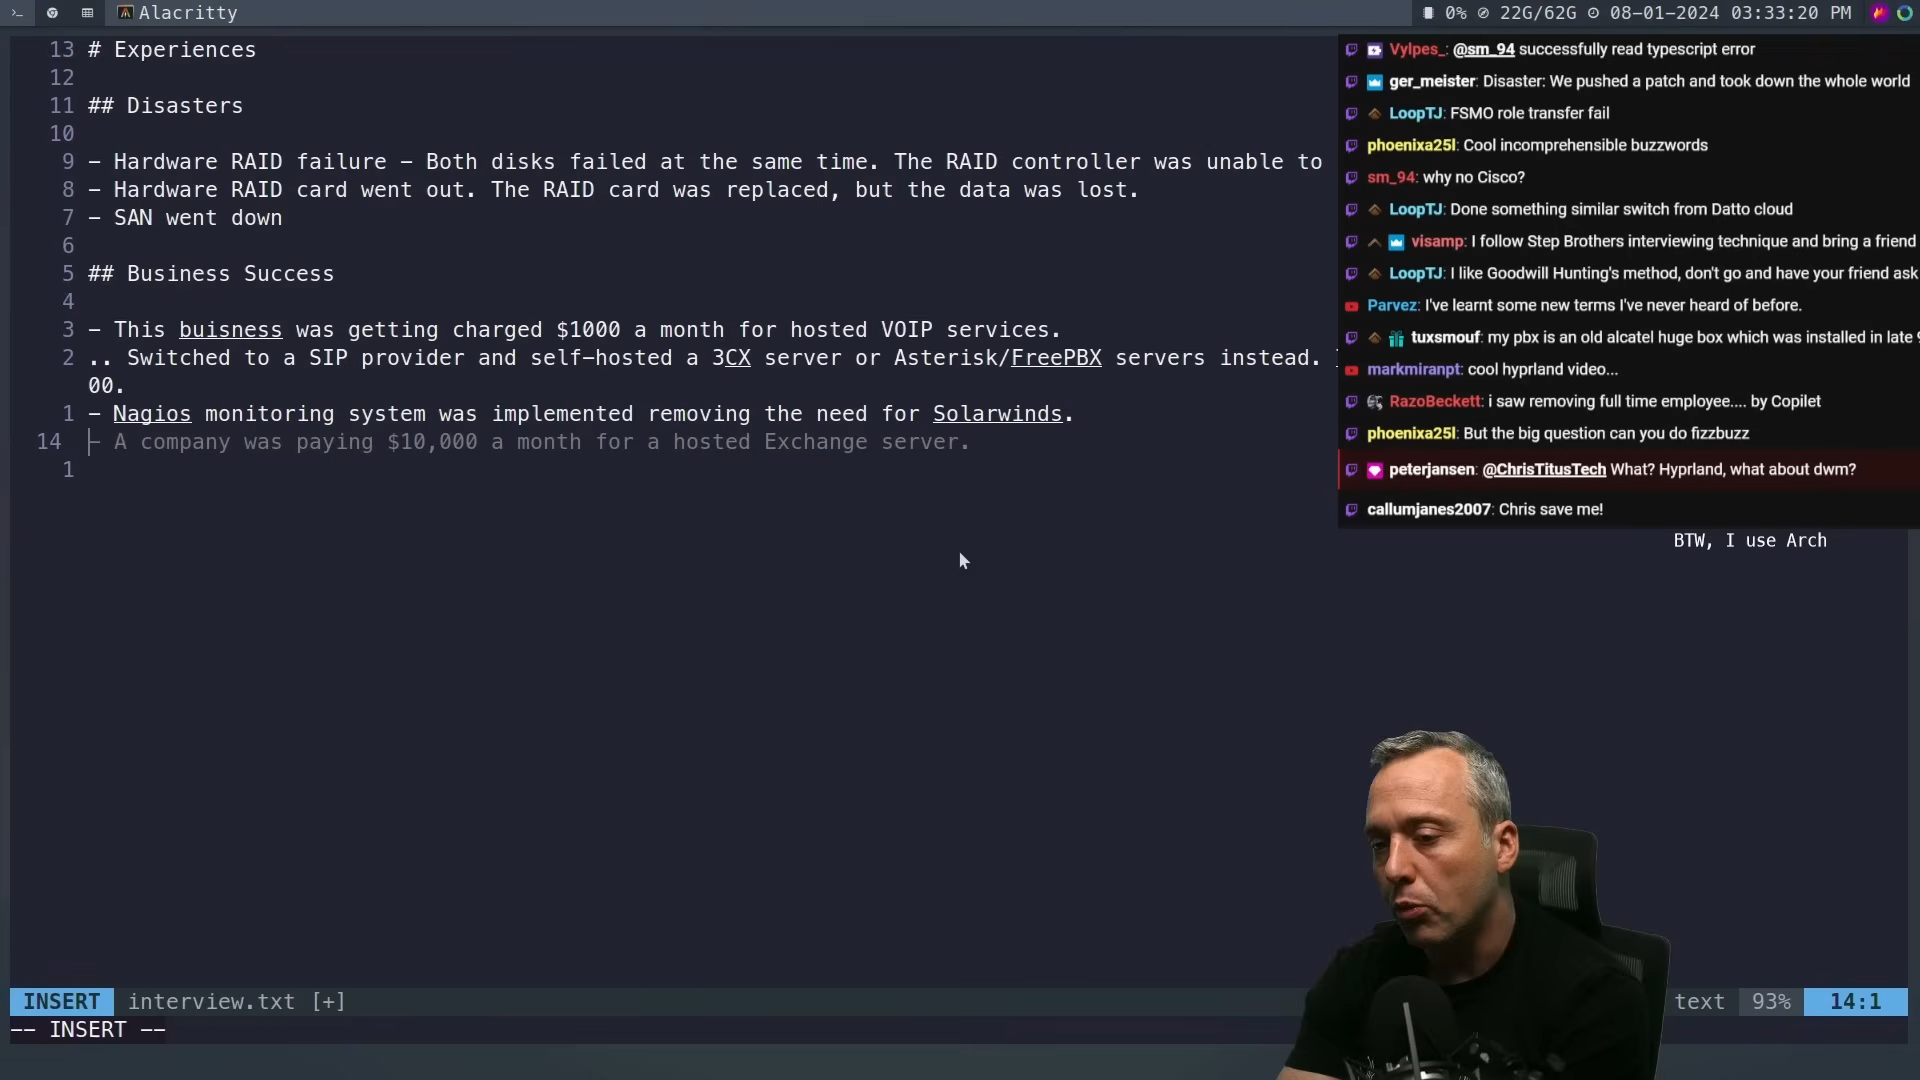 >_ Alacritty 0% 22G/62G 08-01-2024 03:33:20 PM
13 # Experiences
12
11 ## Disasters
10
9 - Hardware RAID failure - Both disks failed at the same time. The RAID controller was unable to
8 - Hardware RAID card went out. The RAID card was replaced, but the data was lost.
7 - SAN went down
6
5 ## Business Success
4
3 - This buisness was getting charged $1000 a month for hosted VOIP services.
2 .. Switched to a SIP provider and self-hosted a 3CX server or Asterisk/FreePBX servers instead.
00.
1 - Nagios monitoring system was implemented removing the need for Solarwinds.
14 - A company was paying $10,000 a month for a hosted Exchange server.
1
Vylpes_: @sm_94 successfully read typescript error
ger_meister: Disaster: We pushed a patch and took down the whole world
LoopTJ: FSMO role transfer fail
phoenixa25l: Cool incomprehensible buzzwords
sm_94: why no Cisco?
LoopTJ: Done something similar switch from Datto cloud
visamp: I follow Step Brothers interviewing technique and bring a friend
LoopTJ: I like Goodwill Hunting's method, don't go and have your friend ask
Parvez: I've learnt some new terms I've never heard of before.
tuxsmouf: my pbx is an old alcatel huge box which was installed in late
markmiranpt: cool hyprland video...
RazoBeckett: i saw removing full time employee.... by Copilet
phoenixa25l: But the big question can you do fizzbuzz
peterjansen: @ChrisTitusTech What? Hyprland, what about dwm?
callumjanes2007: Chris save me!
BTW, I use Arch
INSERT interview.txt [+] text 93% 14:1
-- INSERT --